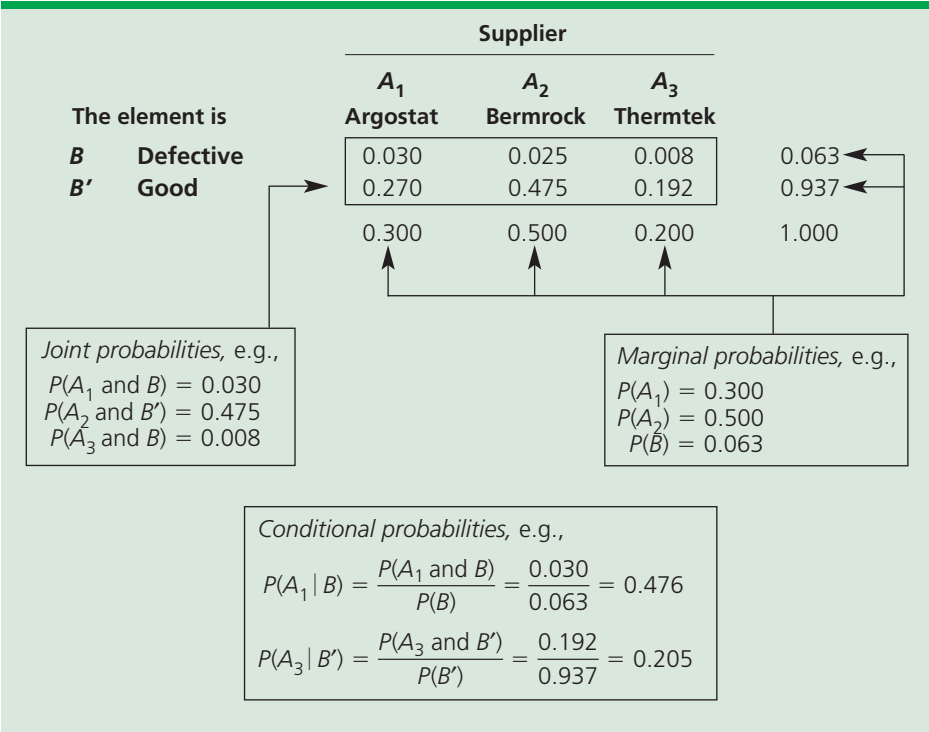 Supplier
A₁ A₂ A₃
The element is Argostat Bermrock Thermtek
B Defective 0.030 0.025 0.008 0.063
B′ Good 0.270 0.475 0.192 0.937
0.300 0.500 0.200 1.000
Joint probabilities, e.g.,
P(A₁ and B) = 0.030
P(A₂ and B′) = 0.475
P(A₃ and B) = 0.008
Marginal probabilities, e.g.,
P(A₁) = 0.300
P(A₂) = 0.500
P(B) = 0.063
Conditional probabilities, e.g.,
P(A₁ | B) = P(A₁ and B) / P(B) = 0.030 / 0.063 = 0.476
P(A₃ | B′) = P(A₃ and B′) / P(B′) = 0.192 / 0.937 = 0.205